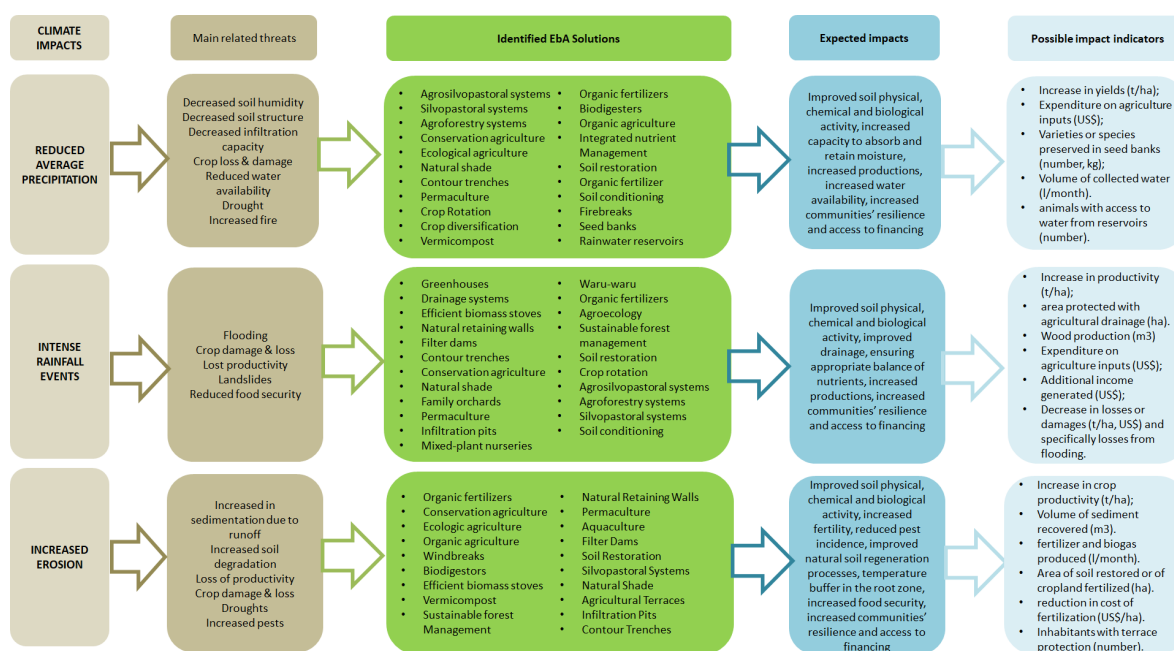 CLIMATE
IMPACTS
Main related threats
Identified EbA Solutions
Expected impacts
Possible impact indicators
REDUCED
AVERAGE
PRECIPITATION
Decreased soil humidity
Decreased soil structure
Decreased infiltration
capacity
Crop loss & damage
Reduced water
availability
Drought
Increased fire
• Agrosilvopastoral systems
• Silvopastoral systems
• Agroforestry systems
• Conservation agriculture
• Ecological agriculture
• Natural shade
• Contour trenches
• Permaculture
• Crop Rotation
• Crop diversification
• Vermicompost
• Organic fertilizers
• Biodigesters
• Organic agriculture
• Integrated nutrient
Management
• Soil restoration
• Organic fertilizer
• Soil conditioning
• Firebreaks
• Seed banks
• Rainwater reservoirs
Improved soil physical,
chemical and biological
activity, increased
capacity to absorb and
retain moisture,
increased productions,
increased water
availability, increased
communities’ resilience
and access to financing
• Increase in yields (t/ha);
• Expenditure on agriculture
inputs (US$);
• Varieties or species
preserved in seed banks
(number, kg);
• Volume of collected water
(l/month).
• animals with access to
water from reservoirs
(number).
INTENSE
RAINFALL
EVENTS
Flooding
Crop damage & loss
Lost productivity
Landslides
Reduced food security
• Greenhouses
• Drainage systems
• Efficient biomass stoves
• Natural retaining walls
• Filter dams
• Contour trenches
• Conservation agriculture
• Natural shade
• Family orchards
• Permaculture
• Infiltration pits
• Mixed-plant nurseries
• Waru-waru
• Organic fertilizers
• Agroecology
• Sustainable forest
management
• Soil restoration
• Crop rotation
• Agrosilvopastoral systems
• Agroforestry systems
• Silvopastoral systems
• Soil conditioning
Improved soil physical,
chemical and biological
activity, improved
drainage, ensuring
appropriate balance of
nutrients, increased
productions, increased
communities’ resilience
and access to financing
• Increase in productivity
(t/ha);
• area protected with
agricultural drainage (ha).
• Wood production (m3)
• Expenditure on
agriculture inputs (US$);
• Additional income
generated (US$);
• Decrease in losses or
damages (t/ha, US$) and
specifically losses from
flooding.
INCREASED
EROSION
Increased in
sedimentation due to
runoff
Increased soil
degradation
Loss of productivity
Crop damage & loss
Droughts
Increased pests
• Organic fertilizers
• Conservation agriculture
• Ecologic agriculture
• Organic agriculture
• Windbreaks
• Biodigestors
• Efficient biomass stoves
• Vermicompost
• Sustainable forest
Management
• Natural Retaining Walls
• Permaculture
• Aquaculture
• Filter Dams
• Soil Restoration
• Silvopastoral Systems
• Natural Shade
• Agricultural Terraces
• Infiltration Pits
• Contour Trenches
Improved soil physical,
chemical and biological
activity, increased
fertility, reduced pest
incidence, improved
natural soil regeneration
processes, temperature
buffer in the root zone,
increased food security,
increased communities’
resilience and access to
financing
• Increase in crop
productivity (t/ha);
• Volume of sediment
recovered (m3).
• fertilizer and biogas
produced (l/month).
• Area of soil restored or of
cropland fertilized (ha).
• reduction in cost of
fertilization (US$/ha).
• Inhabitants with terrace
protection (number).